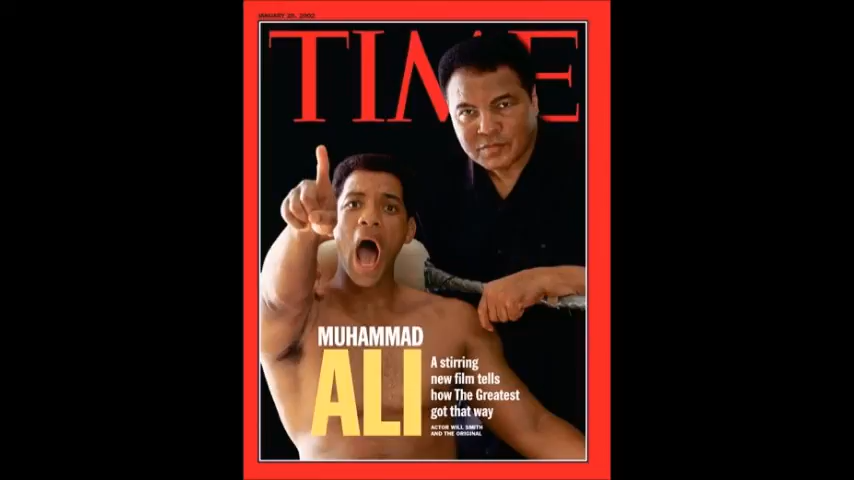 JANUARY 28, 2002
TIME
MUHAMMAD
ALI
A stirring
new film tells
how The Greatest
got that way
ACTOR WILL SMITH
AND THE ORIGINAL